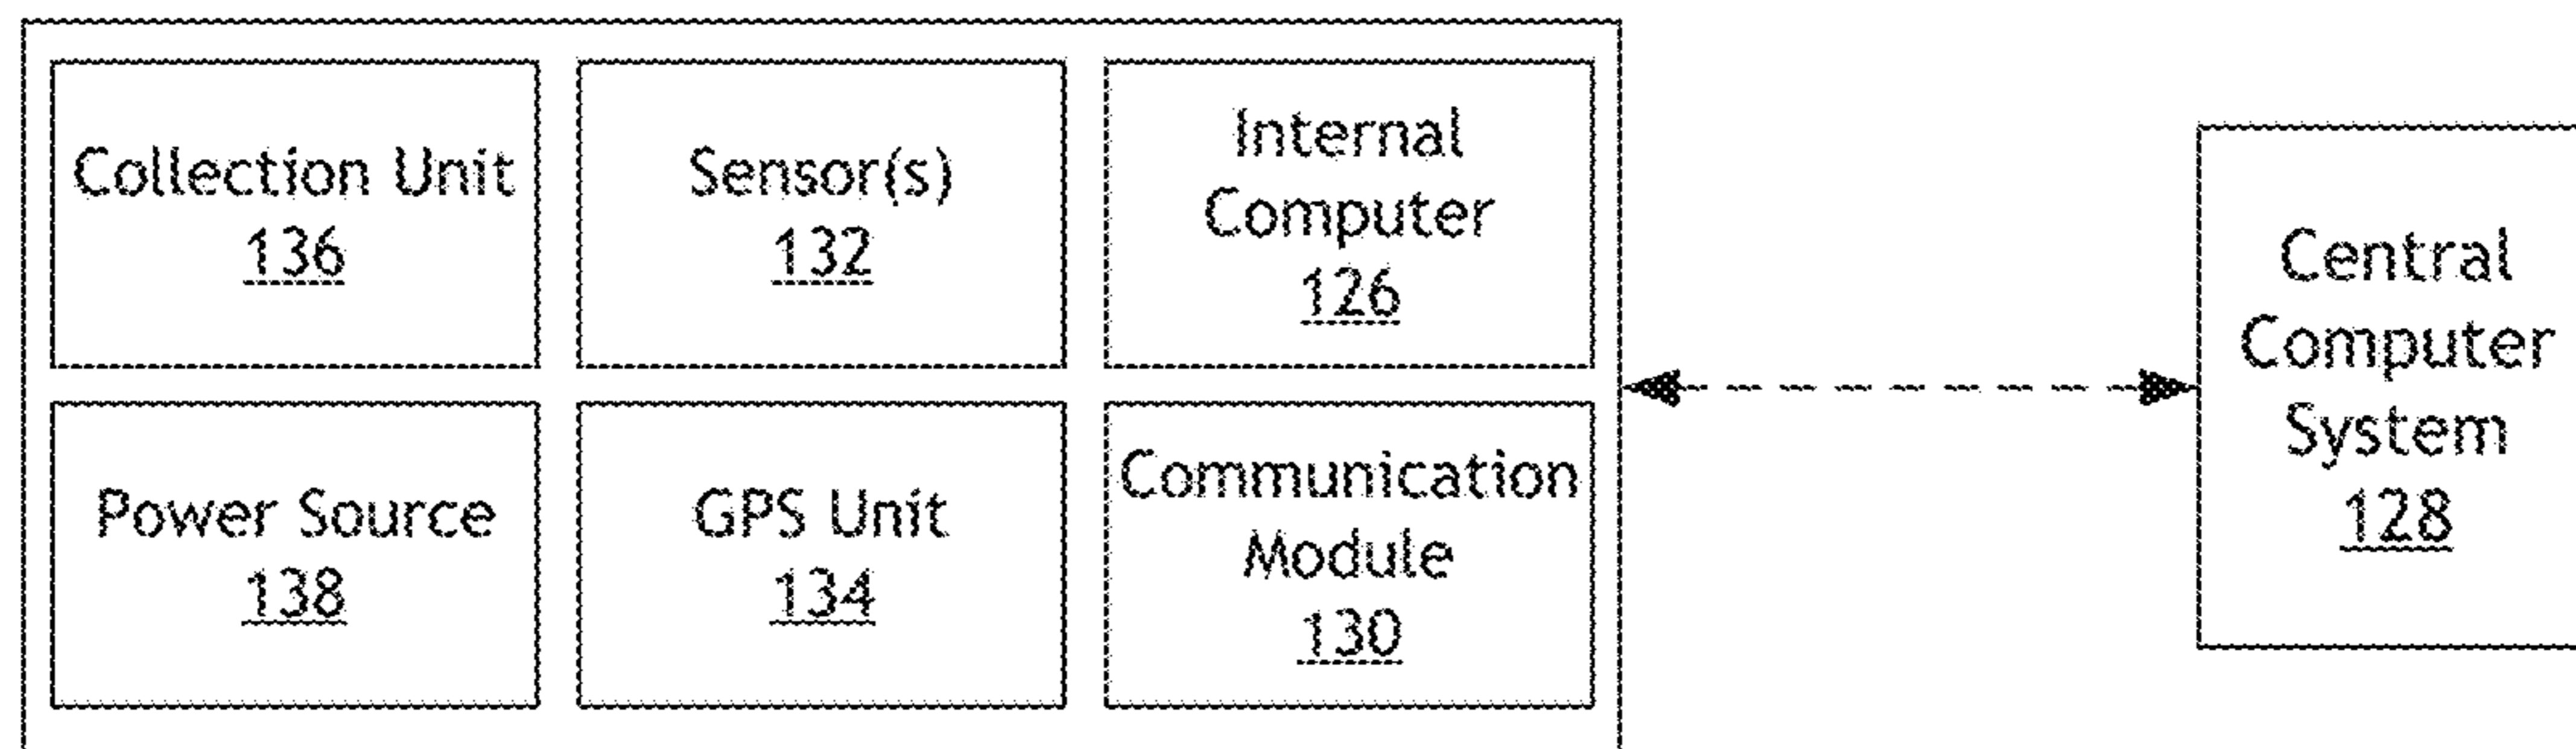 Collection Unit
136
Sensor(s)
132
Internal
Computer
126
Power Source
138
GPS Unit
134
Communication
Module
130
Central
Computer
System
128